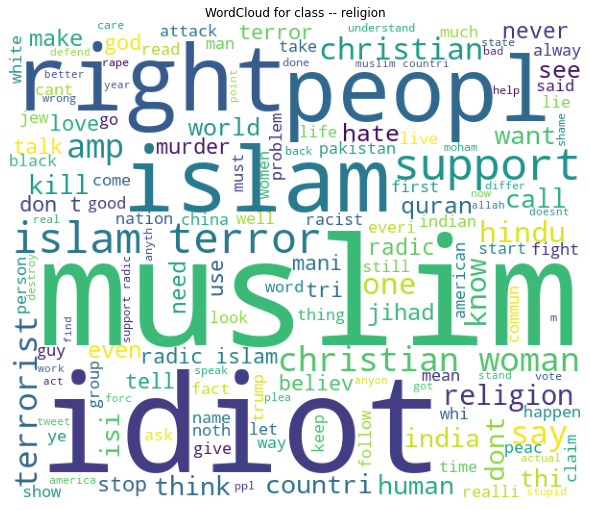 WordCloud for class -- religion
care
defend
rape
better
wrong
year
make
god
read
man
attack
terror
take
done
christian
understand
muslim countri
much
state
bad
never
alway
white
cant
jew
go
love
right
peopl
point
see
said
lie
help
shame
talk
amp
world
hate
live
want
black
murder
problem
life
back
pakistan
moham
kill
come
must
women
islam
first
support
differ
now
allah
doesnt
don t
good
nation
china
well
racist
quran
call
indian
real
anyth
islam terror
everi
hindu
person
destroy
need
use
mani
radic
still
one
american
know
start
fight
word
tri
jihad
commun
muslim
find
support radic
look
thing
m
terrorist
guy
even
radic islam
christian woman
work
act
group
tell
speak
believ
anyon
mean
stand
vote
religion
idiot
forc
fact
trump
plea
got
isi
name
noth
let
keep
follow
whi
happen
tweet
ye
ask
give
way
india
dont
say
peac
claim
time
actual
america
show
stop
think
ppl
countri
human
realli
thi
stupid